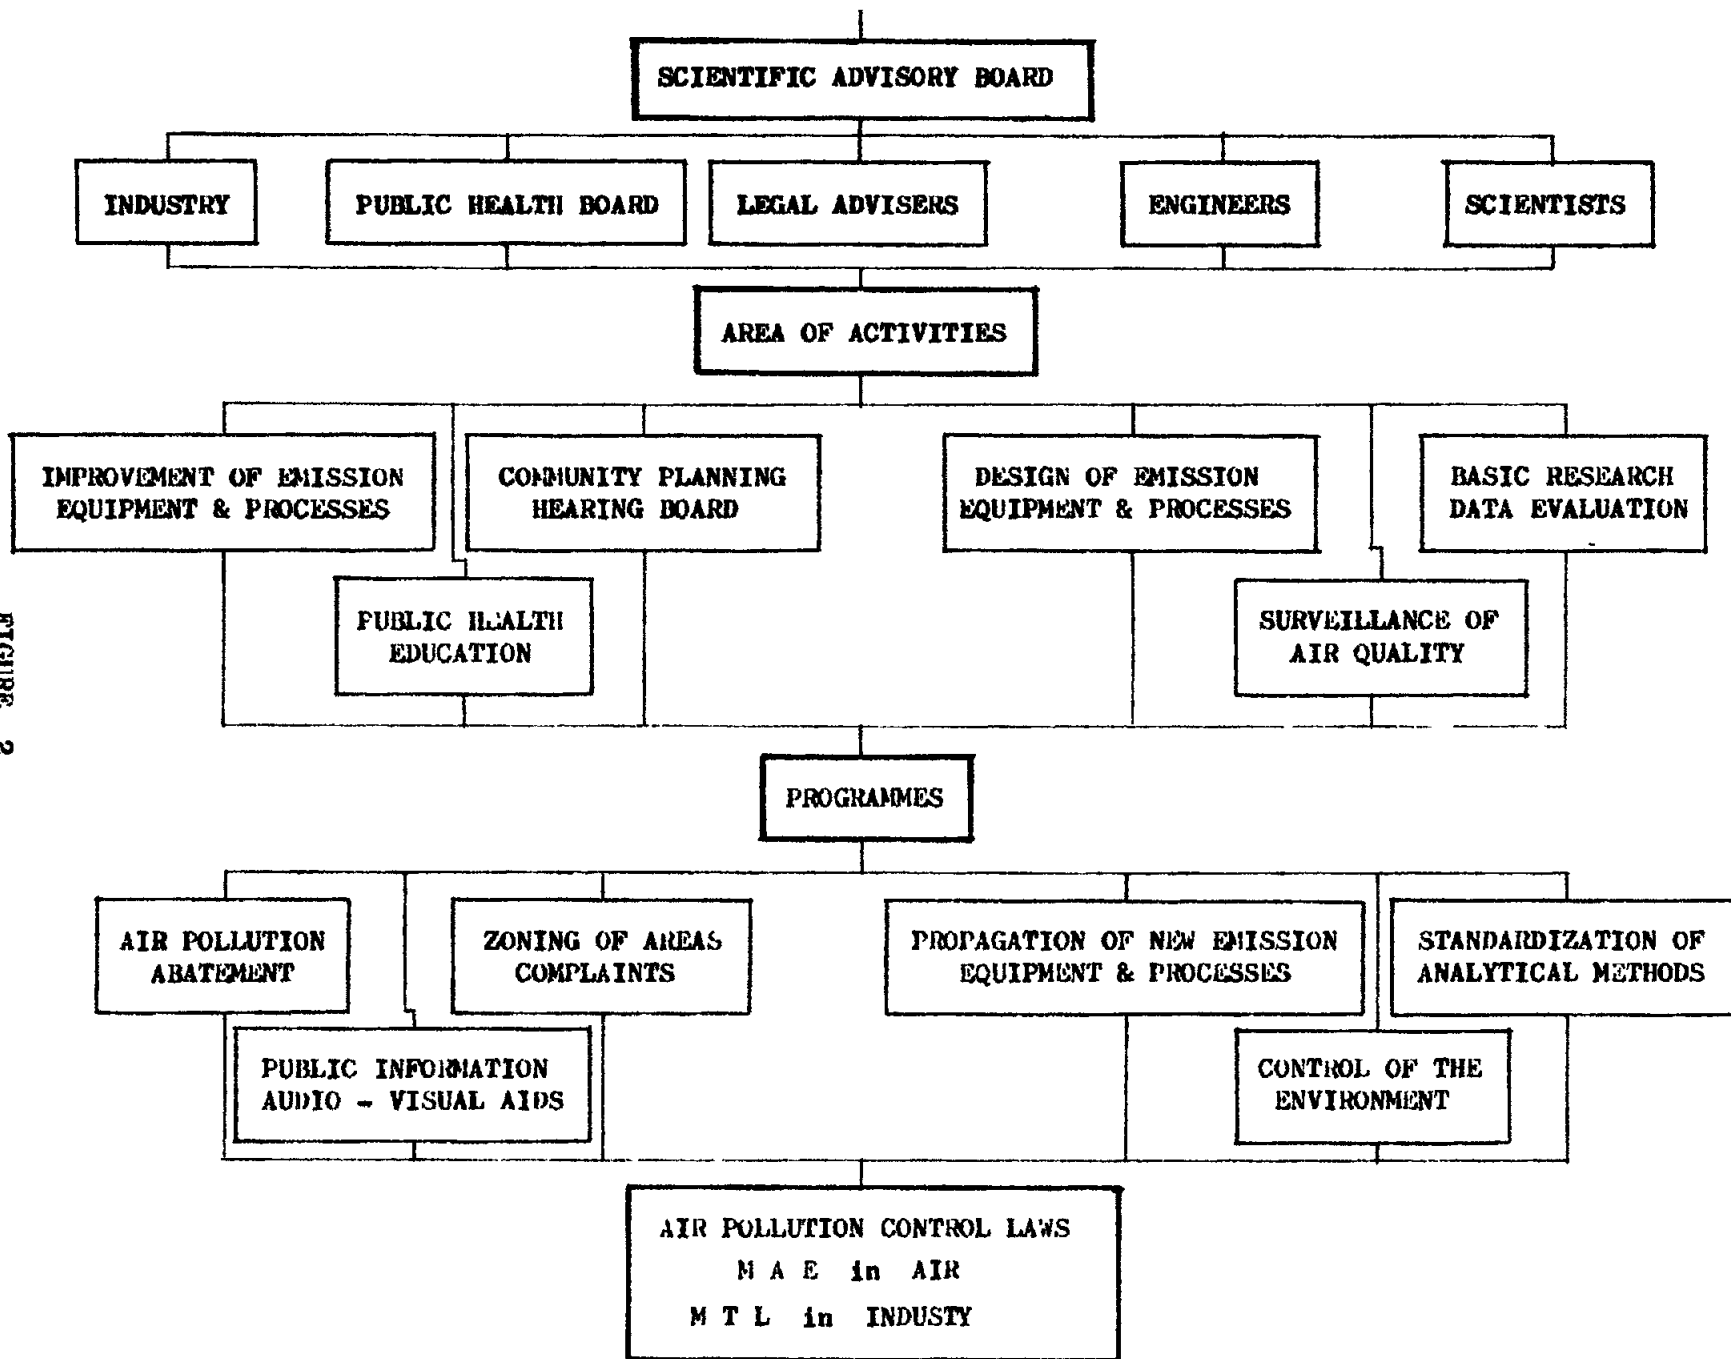 SCIENTIFIC ADVISORY BOARD
INDUSTRY
PUBLIC HEALTH BOARD
LEGAL ADVISERS
ENGINEERS
SCIENTISTS
AREA OF ACTIVITIES
IMPROVEMENT OF EMISSION
EQUIPMENT & PROCESSES
COMMUNITY PLANNING
HEARING BOARD
DESIGN OF EMISSION
EQUIPMENT & PROCESSES
BASIC RESEARCH
DATA EVALUATION
PUBLIC HEALTH
EDUCATION
SURVEILLANCE OF
AIR QUALITY
FIGURE 2
PROGRAMMES
AIR POLLUTION
ABATEMENT
ZONING OF AREAS
COMPLAINTS
PROPAGATION OF NEW EMISSION
EQUIPMENT & PROCESSES
STANDARDIZATION OF
ANALYTICAL METHODS
PUBLIC INFORMATION
AUDIO - VISUAL AIDS
CONTROL OF THE
ENVIRONMENT
AIR POLLUTION CONTROL LAWS
M A E in AIR
M T L in INDUSTY